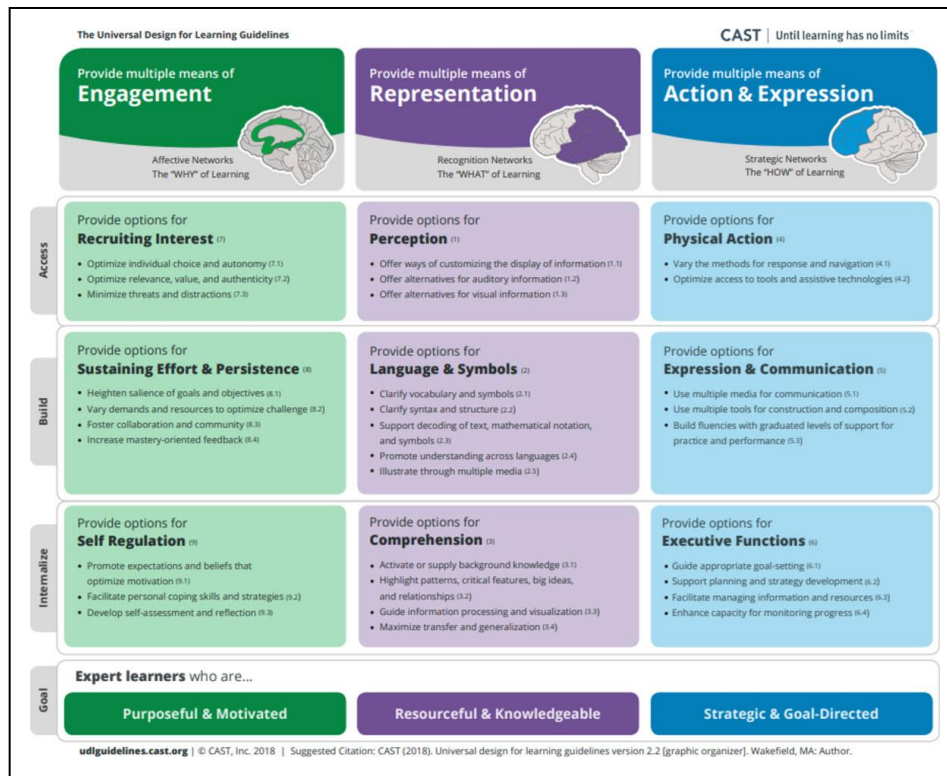 The Universal Design for Learning Guidelines
CAST | Until learning has no limits
Provide multiple means of
Engagement
Affective Networks
The "WHY" of Learning
Provide multiple means of
Representation
Recognition Networks
The "WHAT" of Learning
Provide multiple means of
Action & Expression
Strategic Networks
The "HOW" of Learning
Access
Provide options for
Recruiting Interest (7)
• Optimize individual choice and autonomy (7.1)
• Optimize relevance, value, and authenticity (7.2)
• Minimize threats and distractions (7.3)
Provide options for
Perception (1)
• Offer ways of customizing the display of information (1.1)
• Offer alternatives for auditory information (1.2)
• Offer alternatives for visual information (1.3)
Provide options for
Physical Action (4)
• Vary the methods for response and navigation (4.1)
• Optimize access to tools and assistive technologies (4.2)
Build
Provide options for
Sustaining Effort & Persistence (8)
• Heighten salience of goals and objectives (8.1)
• Vary demands and resources to optimize challenge (8.2)
• Foster collaboration and community (8.3)
• Increase mastery-oriented feedback (8.4)
Provide options for
Language & Symbols (2)
• Clarify vocabulary and symbols (2.1)
• Clarify syntax and structure (2.2)
• Support decoding of text, mathematical notation,
and symbols (2.3)
• Promote understanding across languages (2.4)
• Illustrate through multiple media (2.5)
Provide options for
Expression & Communication (5)
• Use multiple media for communication (5.1)
• Use multiple tools for construction and composition (5.2)
• Build fluencies with graduated levels of support for
practice and performance (5.3)
Internalize
Provide options for
Self Regulation (9)
• Promote expectations and beliefs that
optimize motivation (9.1)
• Facilitate personal coping skills and strategies (9.2)
• Develop self-assessment and reflection (9.3)
Provide options for
Comprehension (3)
• Activate or supply background knowledge (3.1)
• Highlight patterns, critical features, big ideas,
and relationships (3.2)
• Guide information processing and visualization (3.3)
• Maximize transfer and generalization (3.4)
Provide options for
Executive Functions (6)
• Guide appropriate goal-setting (6.1)
• Support planning and strategy development (6.2)
• Facilitate managing information and resources (6.3)
• Enhance capacity for monitoring progress (6.4)
Goal
Expert learners who are...
Purposeful & Motivated
Resourceful & Knowledgeable
Strategic & Goal-Directed
udlguidelines.cast.org | © CAST, Inc. 2018 | Suggested Citation: CAST (2018). Universal design for learning guidelines version 2.2 [graphic organizer]. Wakefield, MA: Author.